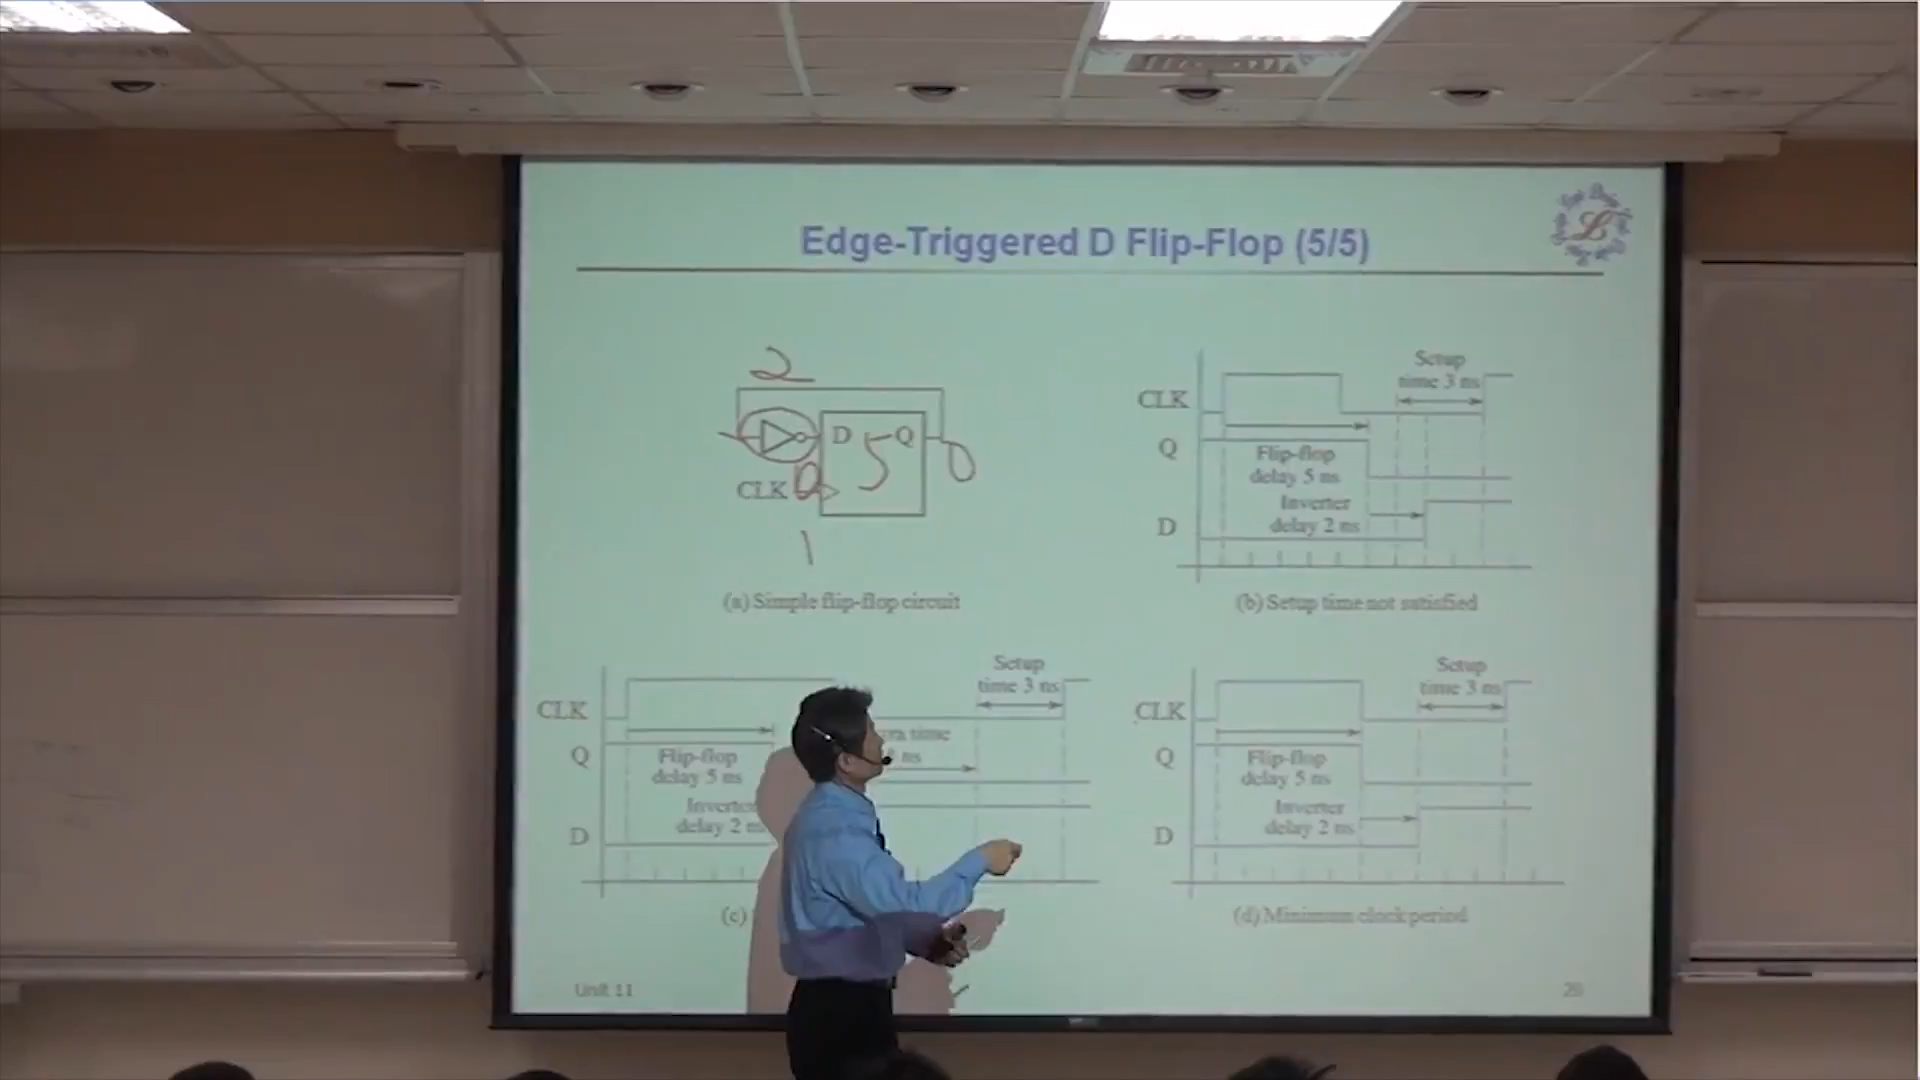 Edge-Triggered D Flip-Flop (5/5)
2
D 5 Q 0
CLK 0
1
(a) Simple flip-flop circuit
Setup
time 3 ns
CLK
Q
Flip-flop
delay 5 ns
Inverter
delay 2 ns
D
(b) Setup time not satisfied
Setup
time 3 ns
CLK
time
ns
Q
Flip-flop
delay 5 ns
delay 2
D
(c)
Setup
time 3 ns
CLK
Q
Flip-flop
delay 5 ns
Inverter
delay 2 ns
D
(d) Minimum clock period
Unit 11
20